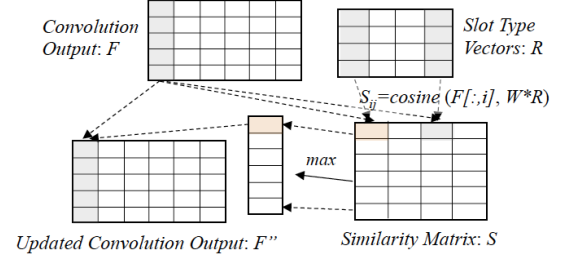 Convolution
Output: F
Slot Type
Vectors: R
S_ij=cosine (F[:,i], W*R)
max
Updated Convolution Output: F”
Similarity Matrix: S